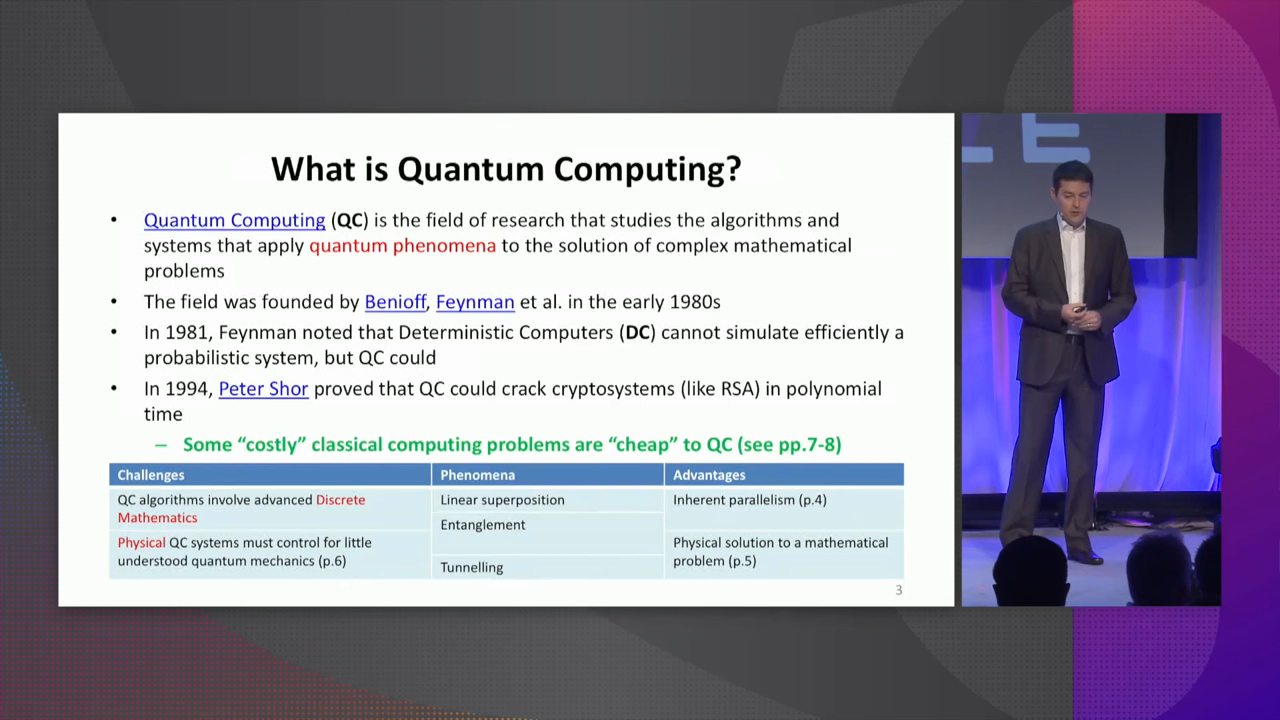 What is Quantum Computing?
• Quantum Computing (QC) is the field of research that studies the algorithms and
systems that apply quantum phenomena to the solution of complex mathematical
problems
• The field was founded by Benioff, Feynman et al. in the early 1980s
• In 1981, Feynman noted that Deterministic Computers (DC) cannot simulate efficiently a
probabilistic system, but QC could
• In 1994, Peter Shor proved that QC could crack cryptosystems (like RSA) in polynomial
time
– Some “costly” classical computing problems are “cheap” to QC (see pp.7-8)
Challenges Phenomena Advantages
QC algorithms involve advanced Discrete
Mathematics
Linear superposition
Inherent parallelism (p.4)
Entanglement
Physical QC systems must control for little
understood quantum mechanics (p.6)
Physical solution to a mathematical
problem (p.5)
Tunnelling
3
E